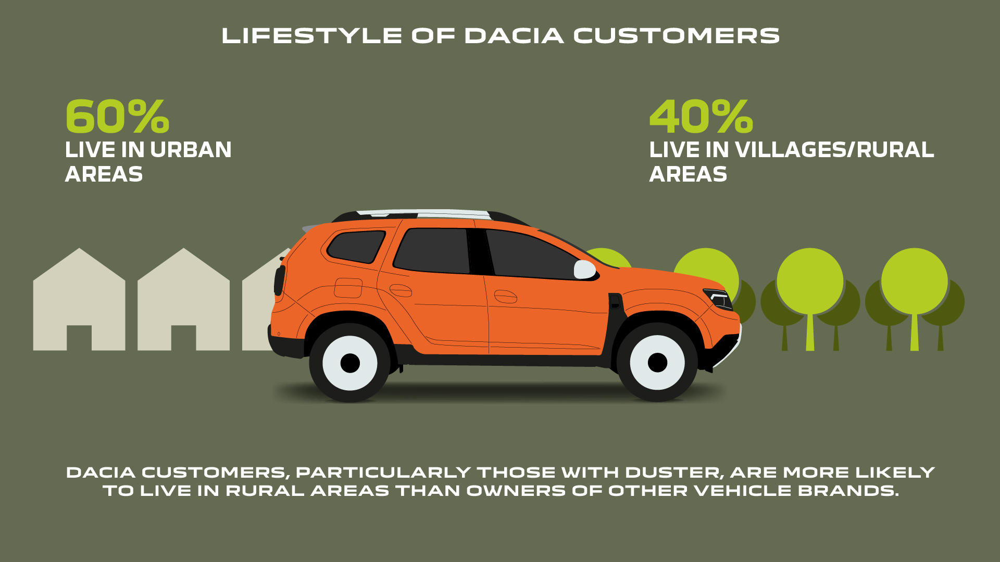 LIFESTYLE OF DACIA CUSTOMERS
60%
LIVE IN URBAN
AREAS
40%
LIVE IN VILLAGES/RURAL
AREAS
DACIA CUSTOMERS, PARTICULARLY THOSE WITH DUSTER, ARE MORE LIKELY
TO LIVE IN RURAL AREAS THAN OWNERS OF OTHER VEHICLE BRANDS.